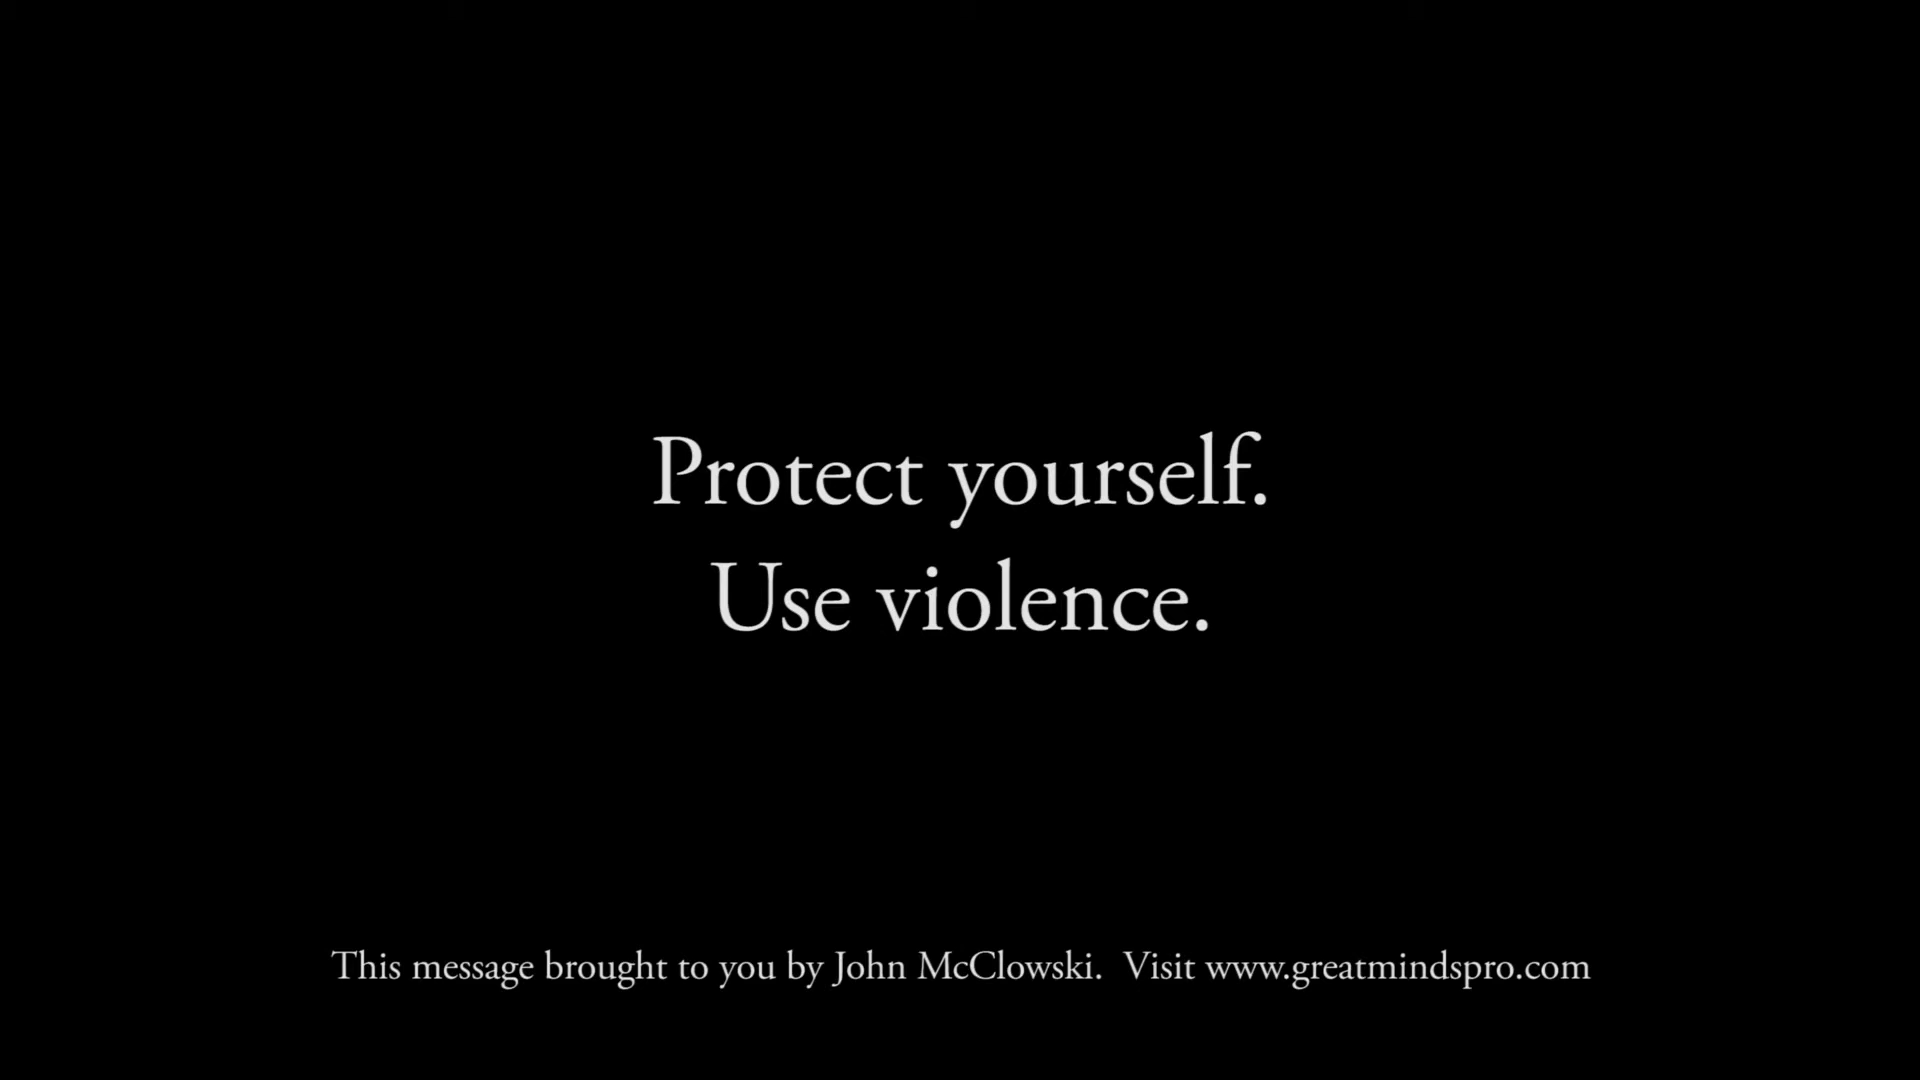 Protect yourself.
Use violence.
This message brought to you by John McClowski. Visit www.greatmindspro.com